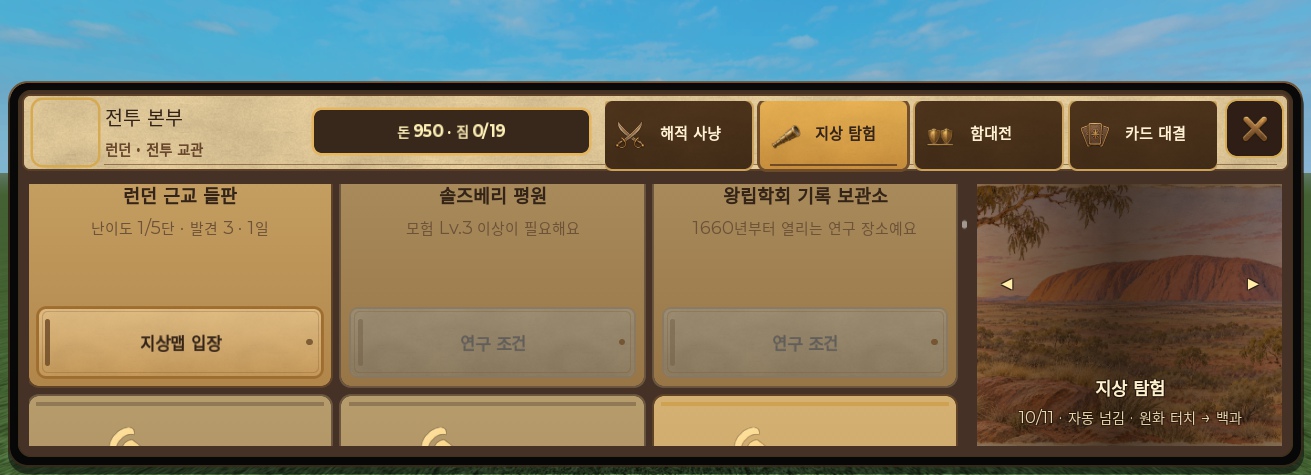 전투 본부
런던 · 전투 교관
돈 950 · 짐 0/19
해적 사냥
지상 탐험
함대전
카드 대결
런던 근교 들판
난이도 1/5단 · 발견 3 · 1일
지상맵 입장
솔즈베리 평원
모험 Lv.3 이상이 필요해요
연구 조건
왕립학회 기록 보관소
1660년부터 열리는 연구 장소예요
연구 조건
지상 탐험
10/11 · 자동 넘김 · 원화 터치 → 백과